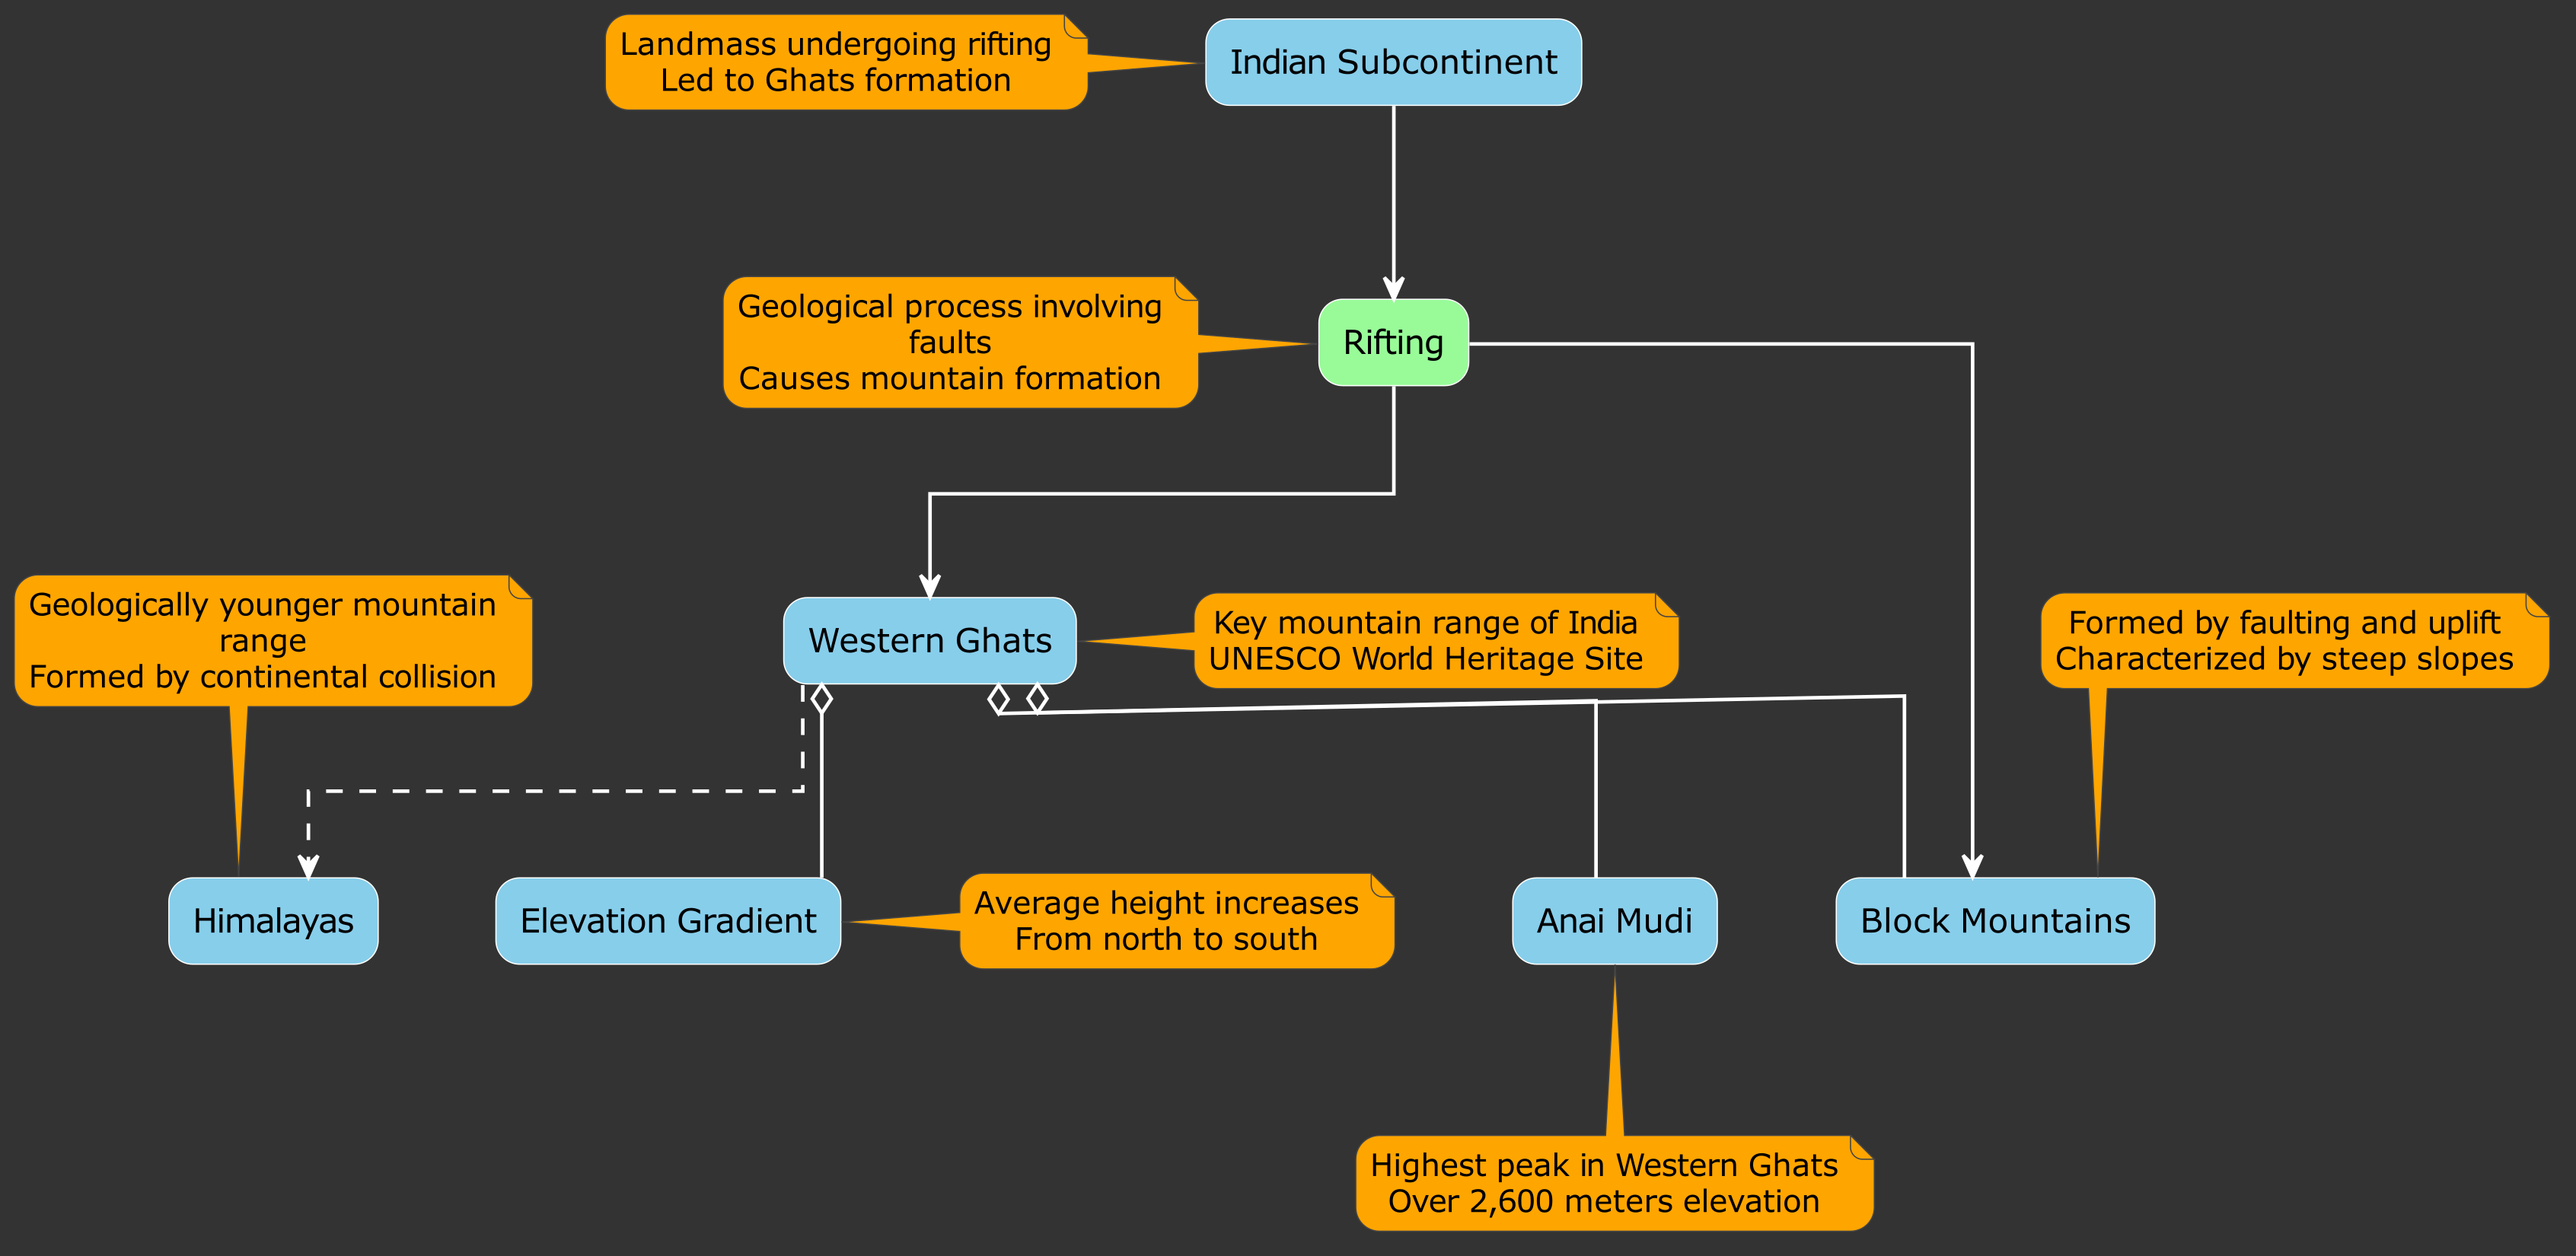 Landmass undergoing rifting
Led to Ghats formation
Indian Subcontinent
Geological process involving
faults
Causes mountain formation
Rifting
Geologically younger mountain
range
Formed by continental collision
Western Ghats
Key mountain range of India
UNESCO World Heritage Site
Formed by faulting and uplift
Characterized by steep slopes
Himalayas
Elevation Gradient
Average height increases
From north to south
Anai Mudi
Block Mountains
Highest peak in Western Ghats
Over 2,600 meters elevation